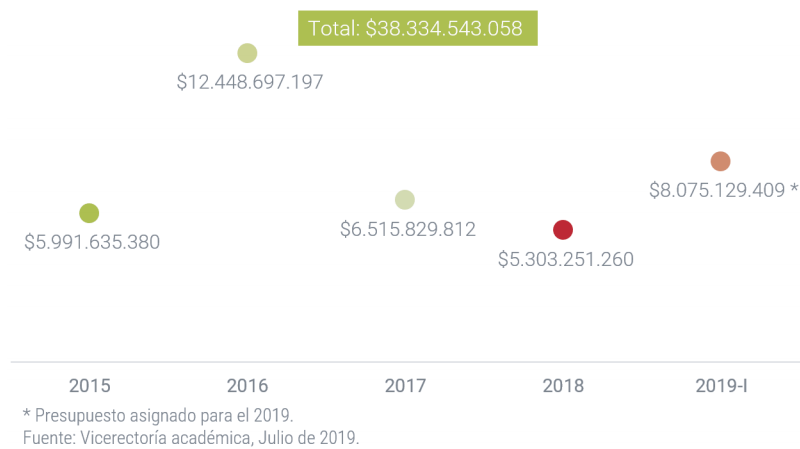 Total: $38.334.543.058
$12.448.697.197
$8.075.129.409 *
$5.991.635.380
$6.515.829.812
$5.303.251.260
2015 2016 2017 2018 2019-I
* Presupuesto asignado para el 2019.
Fuente: Vicerectoría académica, Julio de 2019.